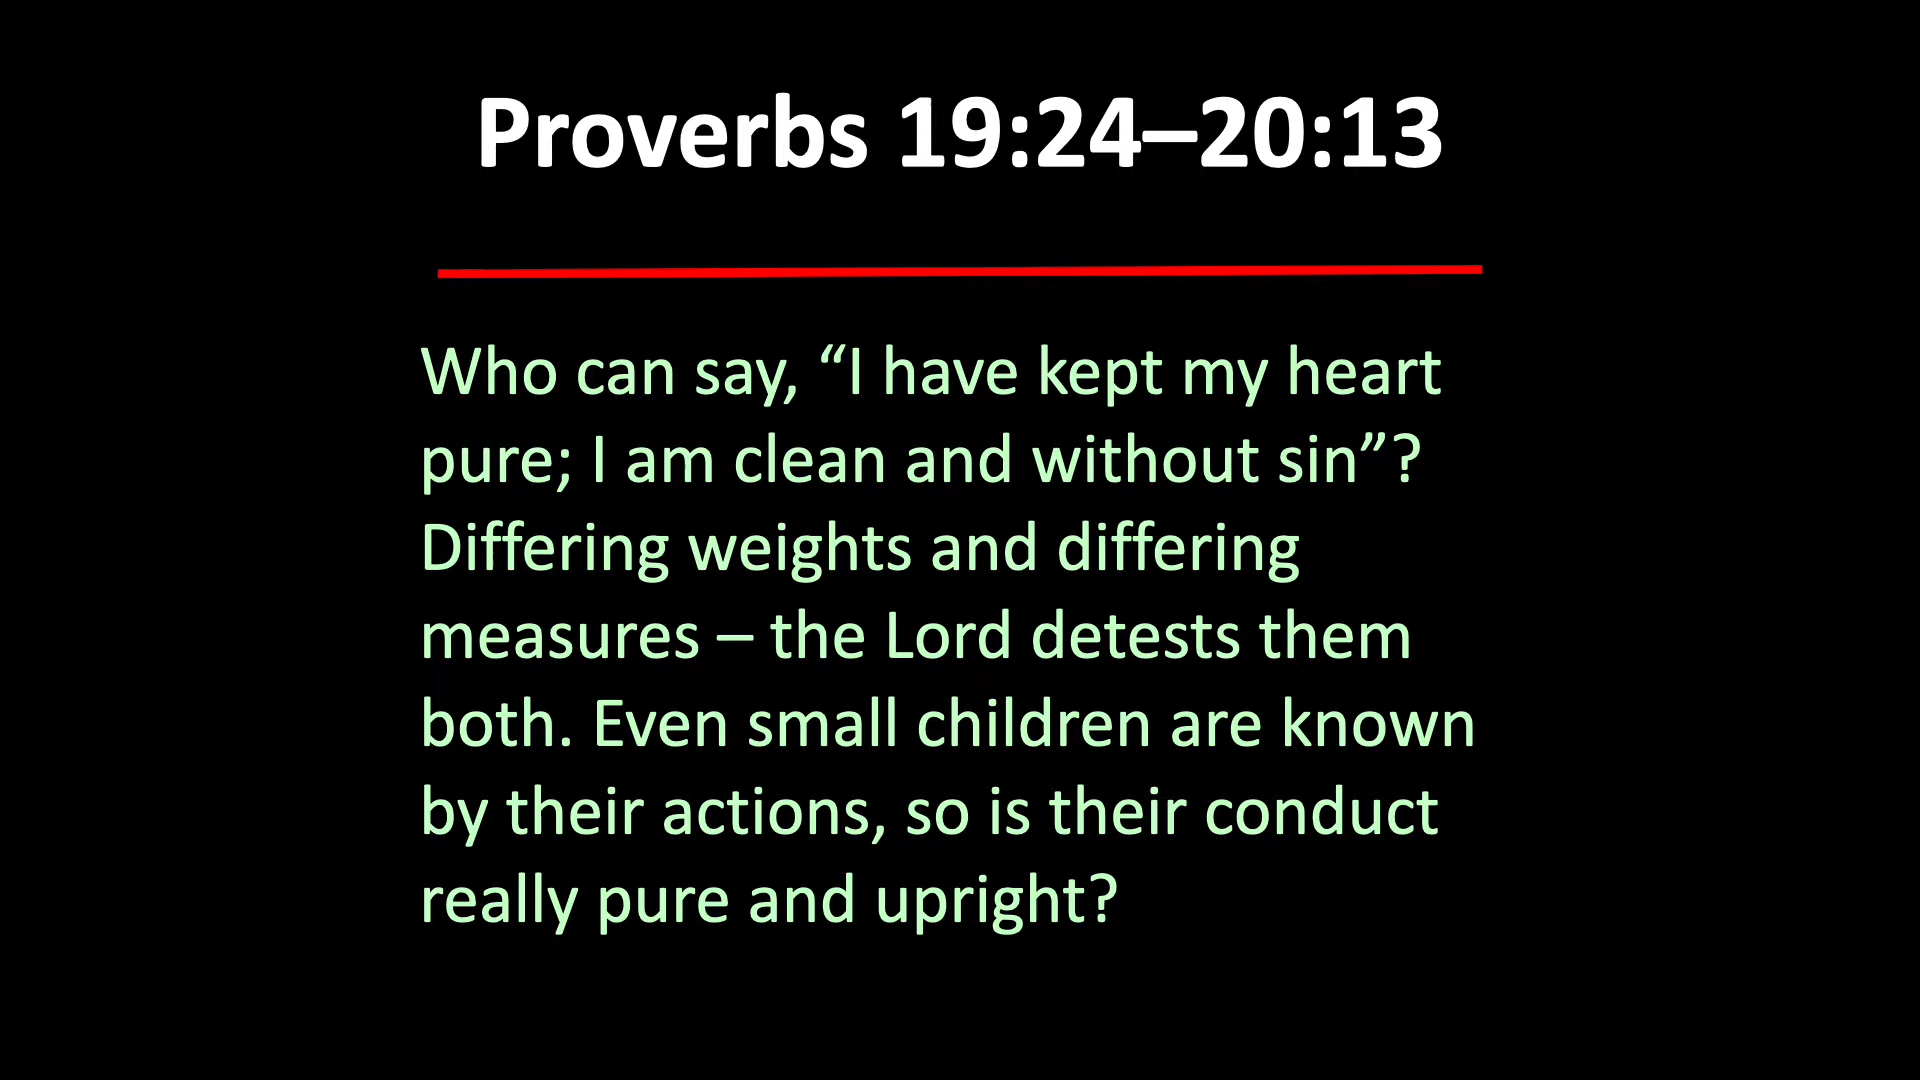 Proverbs 19:24–20:13
Who can say, “I have kept my heart
pure; I am clean and without sin”?
Differing weights and differing
measures – the Lord detests them
both. Even small children are known
by their actions, so is their conduct
really pure and upright?